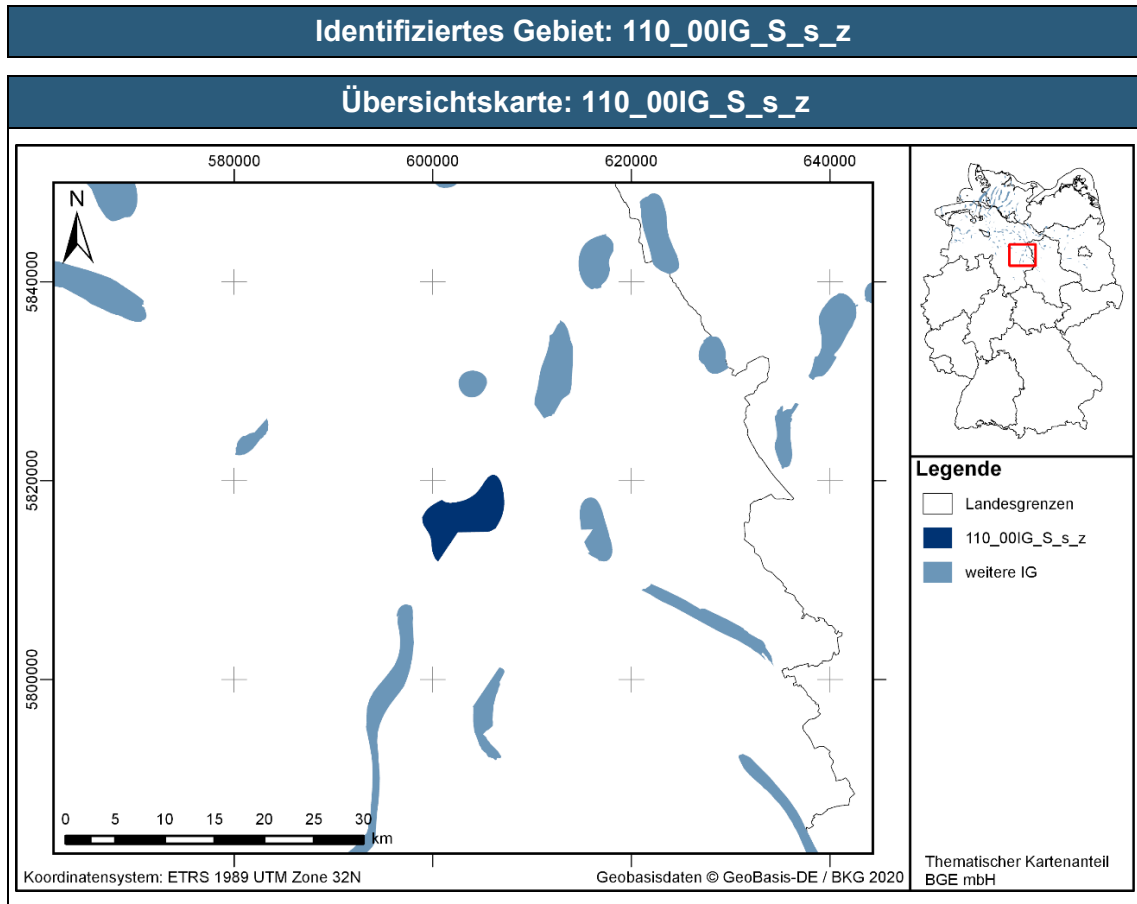 Identifiziertes Gebiet: 110_00IG_S_s_z
Übersichtskarte: 110_00IG_S_s_z
580000 600000 620000 640000
N
5840000
5820000
5800000
0 5 10 15 20 25 30
km
Koordinatensystem: ETRS 1989 UTM Zone 32N
Geobasisdaten © GeoBasis-DE / BKG 2020
Legende
Landesgrenzen
110_00IG_S_s_z
weitere IG
Thematischer Kartenanteil
BGE mbH